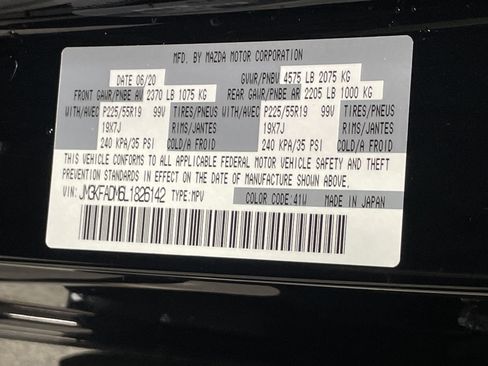 MFD. BY MAZDA MOTOR CORPORATION
DATE 06/20 GVWR/PNBV 4575 LB 2075 KG
FRONT GAWR/PNBE AV 2370 LB 1075 KG REAR GAWR/PNBE AR 2205 LB 1000 KG
WITH/AVEC P225/55R19 99V TIRES/PNEUS WITH/AVEC P225/55R19 99V TIRES/PNEUS
19X7J RIMS/JANTES 19X7J RIMS/JANTES
240 KPA/35 PSI COLD/A FROID 240 KPA/35 PSI COLD/A FROID
THIS VEHICLE CONFORMS TO ALL APPLICABLE FEDERAL MOTOR VEHICLE SAFETY AND THEFT
PREVENTION STANDARDS IN EFFECT ON THE DATE OF MANUFACTURE SHOWN ABOVE.
VIN: JM3KFADM6L1826142 TYPE:MPV COLOR CODE:41W MADE IN JAPAN